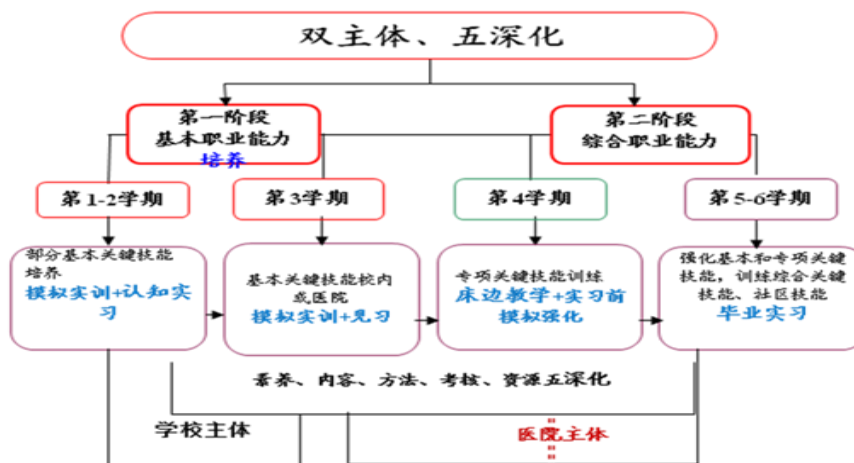 双主体、五深化
第一阶段
基本职业能力
培养
第二阶段
综合职业能力
第1-2学期
第3学期
第4学期
第5-6学期
部分基本关键技能
培养
模拟实训+认知实
习
基本关键技能校内
或医院
模拟实训+见习
专项关键技能训练
床边教学+实习前
模拟强化
强化基本和专项关键
技能，训练综合关键
技能、社区技能
毕业实习
素养、内容、方法、考核、资源五深化
学校主体
医院主体